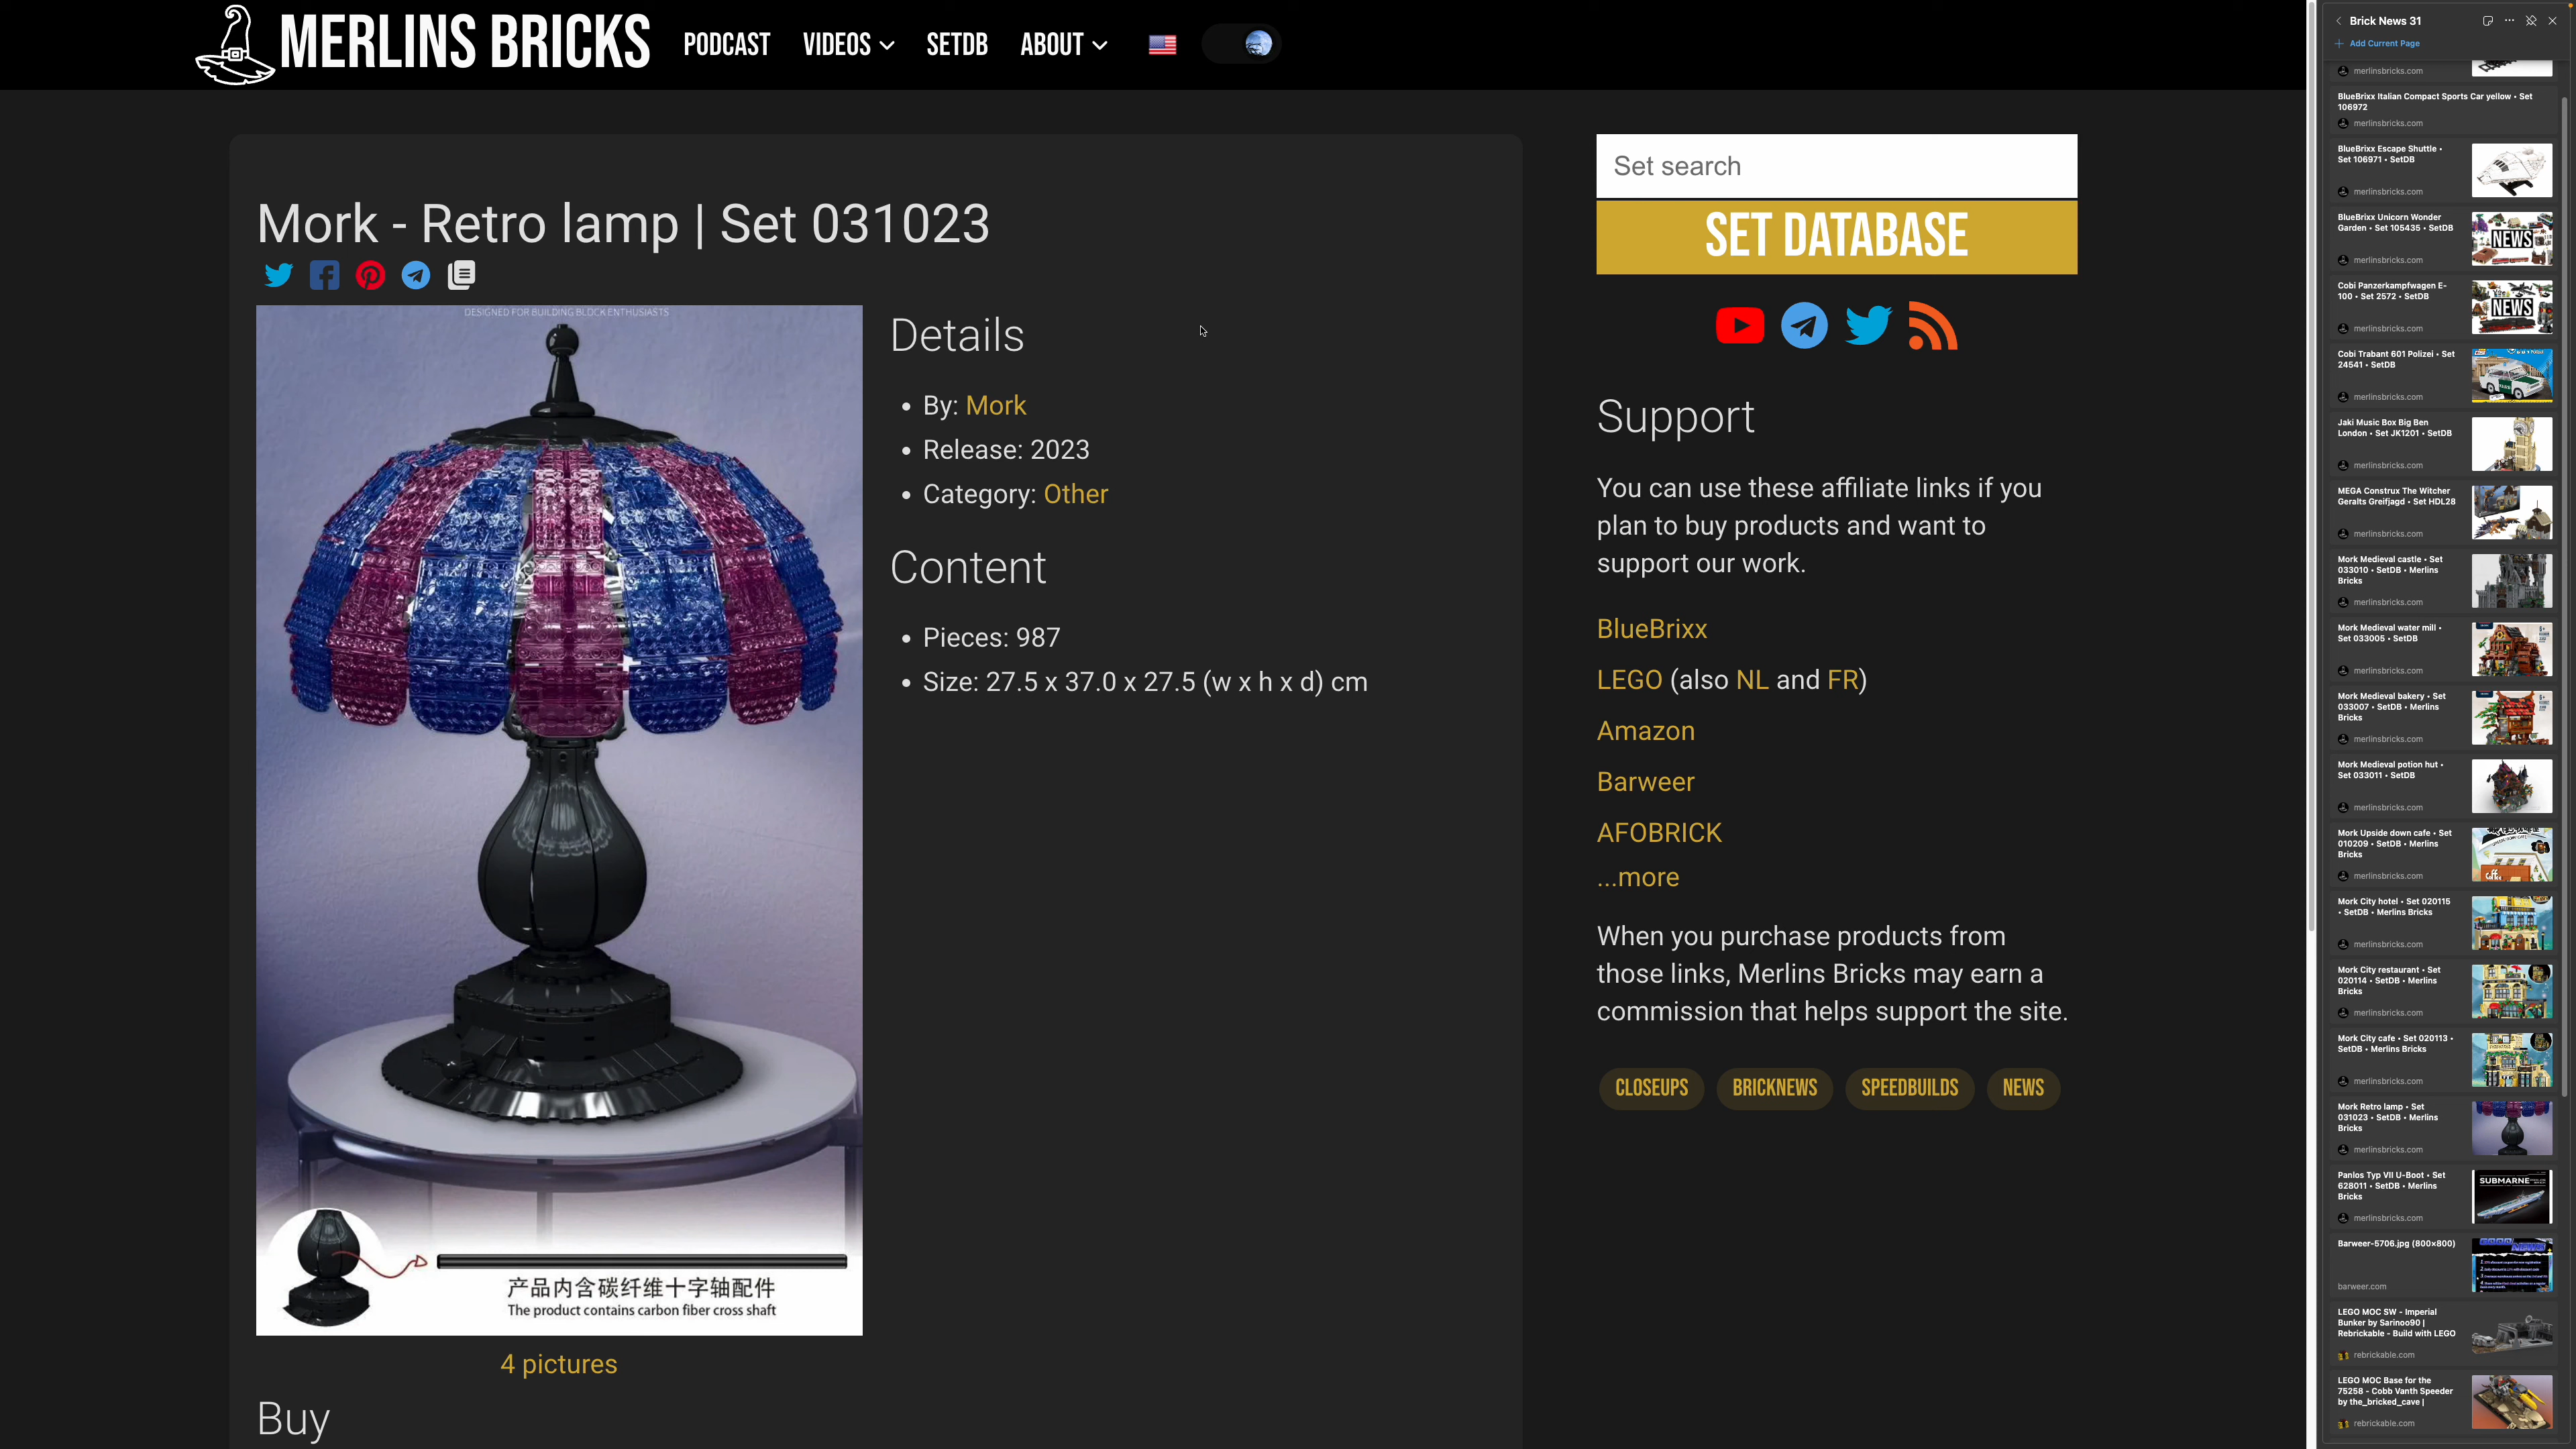 MERLINS BRICKS
PODCAST
VIDEOS
SETDB
ABOUT
Mork - Retro lamp | Set 031023
DESIGNED FOR BUILDING BLOCK ENTHUSIASTS
产品内含碳纤维十字轴配件
The product contains carbon fiber cross shaft
4 pictures
Buy
Details
By: Mork
Release: 2023
Category: Other
Content
Pieces: 987
Size: 27.5 x 37.0 x 27.5 (w x h x d) cm
Set search
SET DATABASE
Support
You can use these affiliate links if you
plan to buy products and want to
support our work.
BlueBrixx
LEGO (also NL and FR)
Amazon
Barweer
AFOBRICK
...more
When you purchase products from
those links, Merlins Bricks may earn a
commission that helps support the site.
CLOSEUPS
BRICKNEWS
SPEEDBUILDS
NEWS
Brick News 31
Add Current Page
merlinsbricks.com
BlueBrixx Italian Compact Sports Car yellow • Set
106972
merlinsbricks.com
BlueBrixx Escape Shuttle •
Set 106971 • SetDB
merlinsbricks.com
BlueBrixx Unicorn Wonder
Garden • Set 105435 • SetDB
merlinsbricks.com
NEWS
Cobi Panzerkampfwagen E-
100 • Set 2572 • SetDB
merlinsbricks.com
NEWS
Cobi Trabant 601 Polizei • Set
24541 • SetDB
merlinsbricks.com
Jaki Music Box Big Ben
London • Set JK1201 • SetDB
merlinsbricks.com
MEGA Construx The Witcher
Geralts Greifjagd • Set HDL28
merlinsbricks.com
Mork Medieval castle • Set
033010 • SetDB • Merlins
Bricks
merlinsbricks.com
Mork Medieval water mill •
Set 033005 • SetDB
merlinsbricks.com
Mork Medieval bakery • Set
033007 • SetDB • Merlins
Bricks
merlinsbricks.com
Mork Medieval potion hut •
Set 033011 • SetDB
merlinsbricks.com
Mork Upside down cafe • Set
010209 • SetDB • Merlins
Bricks
merlinsbricks.com
Mork City hotel • Set 020115
• SetDB • Merlins Bricks
merlinsbricks.com
Mork City restaurant • Set
020114 • SetDB • Merlins
Bricks
merlinsbricks.com
Mork City cafe • Set 020113 •
SetDB • Merlins Bricks
merlinsbricks.com
Mork Retro lamp • Set
031023 • SetDB • Merlins
Bricks
merlinsbricks.com
Panlos Typ VII U-Boot • Set
628011 • SetDB • Merlins
Bricks
merlinsbricks.com
Barweer-5706.jpg (800×800)
barweer.com
LEGO MOC SW - Imperial
Bunker by Sarinoo90 |
Rebrickable - Build with LEGO
rebrickable.com
LEGO MOC Base for the
75258 - Cobb Vanth Speeder
by the_bricked_cave |
rebrickable.com